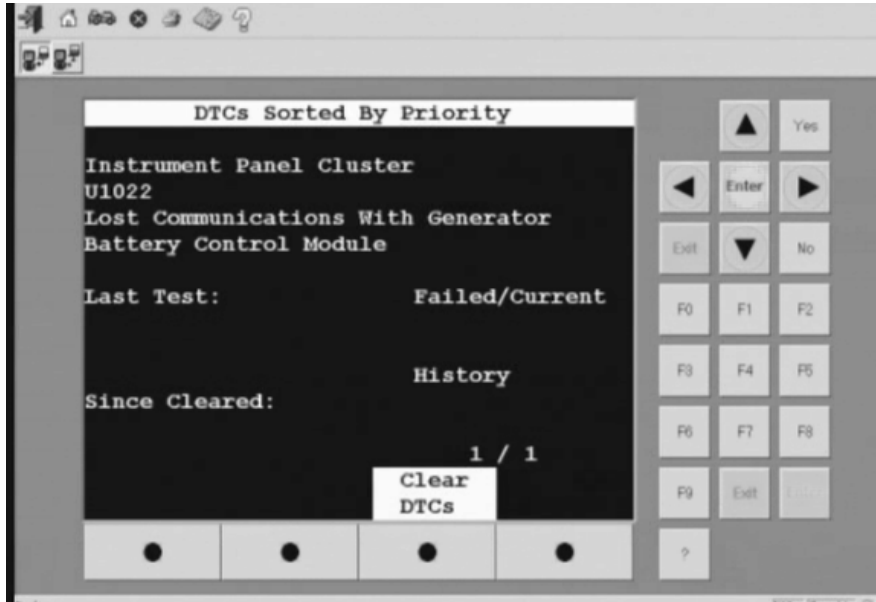 DTCs Sorted By Priority
Instrument Panel Cluster
U1022
Lost Communications With Generator
Battery Control Module
Last Test: Failed/Current
History
Since Cleared:
1 / 1
Clear
DTCs
Yes
Enter
Exit
No
F0 F1 F2
F3 F4 F5
F6 F7 F8
F9 Exit Enter
?